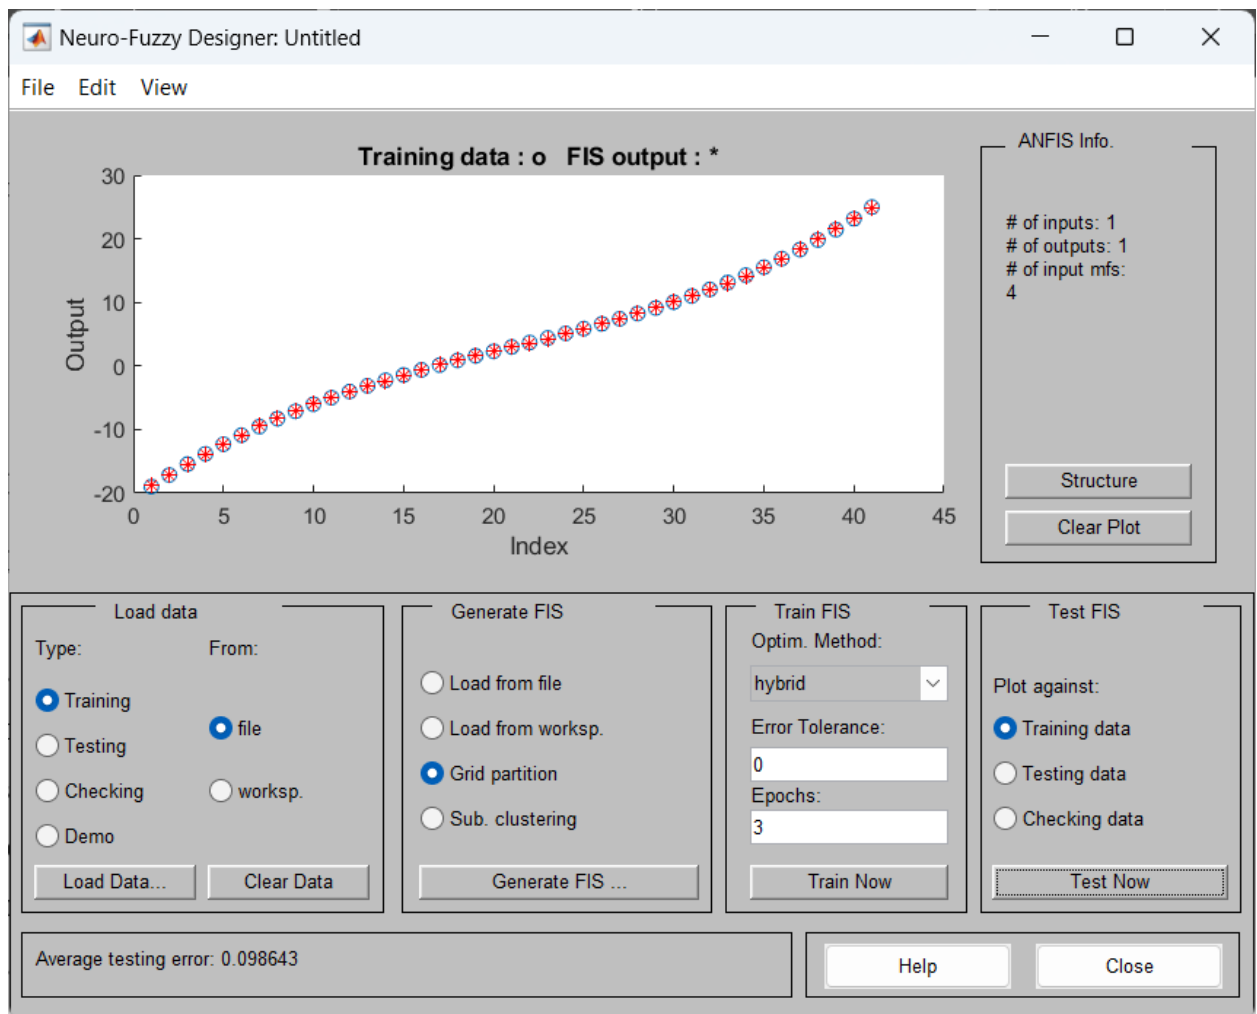 Neuro-Fuzzy Designer: Untitled
File Edit View
Training data : o FIS output : *
30
20
10
0
-10
-20
Output
0 5 10 15 20 25 30 35 40 45
Index
ANFIS Info.
# of inputs: 1
# of outputs: 1
# of input mfs:
4
Structure
Clear Plot
Load data
Type: From:
Training
file
Testing
Checking
worksp.
Demo
Load Data... Clear Data
Generate FIS
Load from file
Load from worksp.
Grid partition
Sub. clustering
Generate FIS ...
Train FIS
Optim. Method:
hybrid
Error Tolerance:
0
Epochs:
3
Train Now
Test FIS
Plot against:
Training data
Testing data
Checking data
Test Now
Average testing error: 0.098643
Help Close